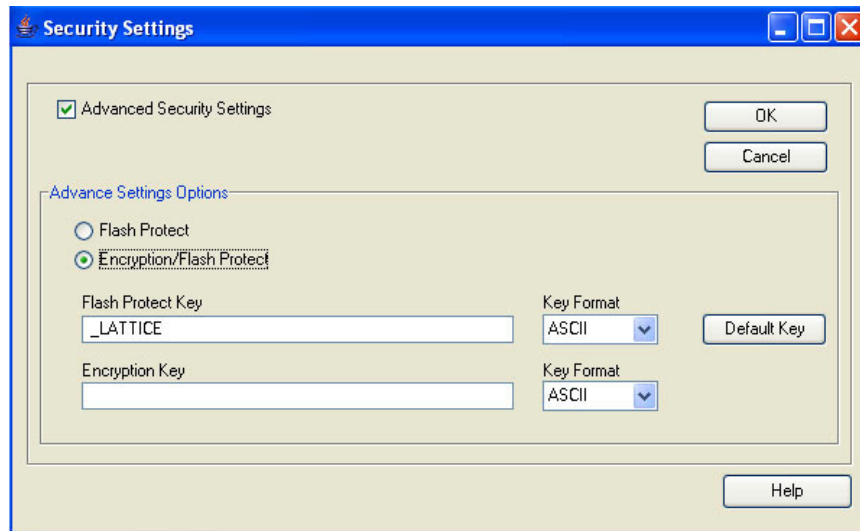 Security Settings
Advanced Security Settings
OK
Cancel
Advance Settings Options
Flash Protect
Encryption/Flash Protect
Flash Protect Key
Key Format
_LATTICE
ASCII
Default Key
Encryption Key
Key Format
ASCII
Help